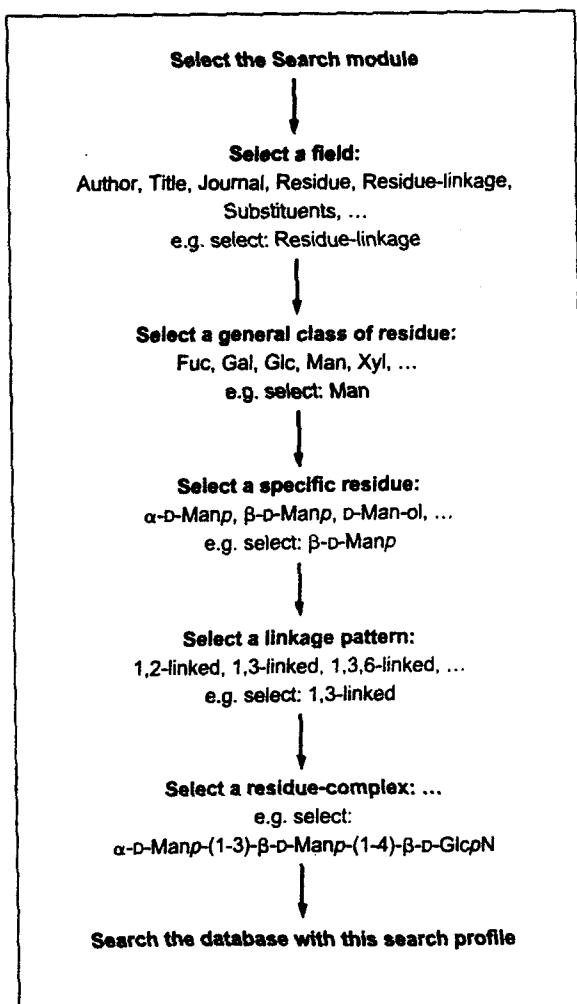 Select the Search module
Select a field:
Author, Title, Journal, Residue, Residue-linkage,
Substituents, ...
e.g. select: Residue-linkage
Select a general class of residue:
Fuc, Gal, Glc, Man, Xyl, ...
e.g. select: Man
Select a specific residue:
α-D-Manp, β-D-Manp, D-Man-ol, ...
e.g. select: β-D-Manp
Select a linkage pattern:
1,2-linked, 1,3-linked, 1,3,6-linked, ...
e.g. select: 1,3-linked
Select a residue-complex: ...
e.g. select:
α-D-Manp-(1-3)-β-D-Manp-(1-4)-β-D-GlcpN
Search the database with this search profile